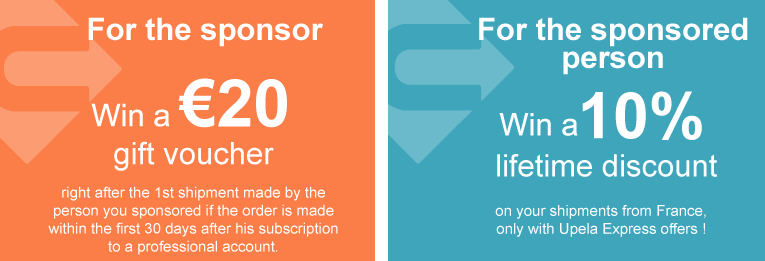 For the sponsor
Win a €20
gift voucher
right after the 1st shipment made by the
person you sponsored if the order is made
within the first 30 days after his subscription
to a professional account.
For the sponsored
person
Win a 10%
lifetime discount
on your shipments from France,
only with Upela Express offers !